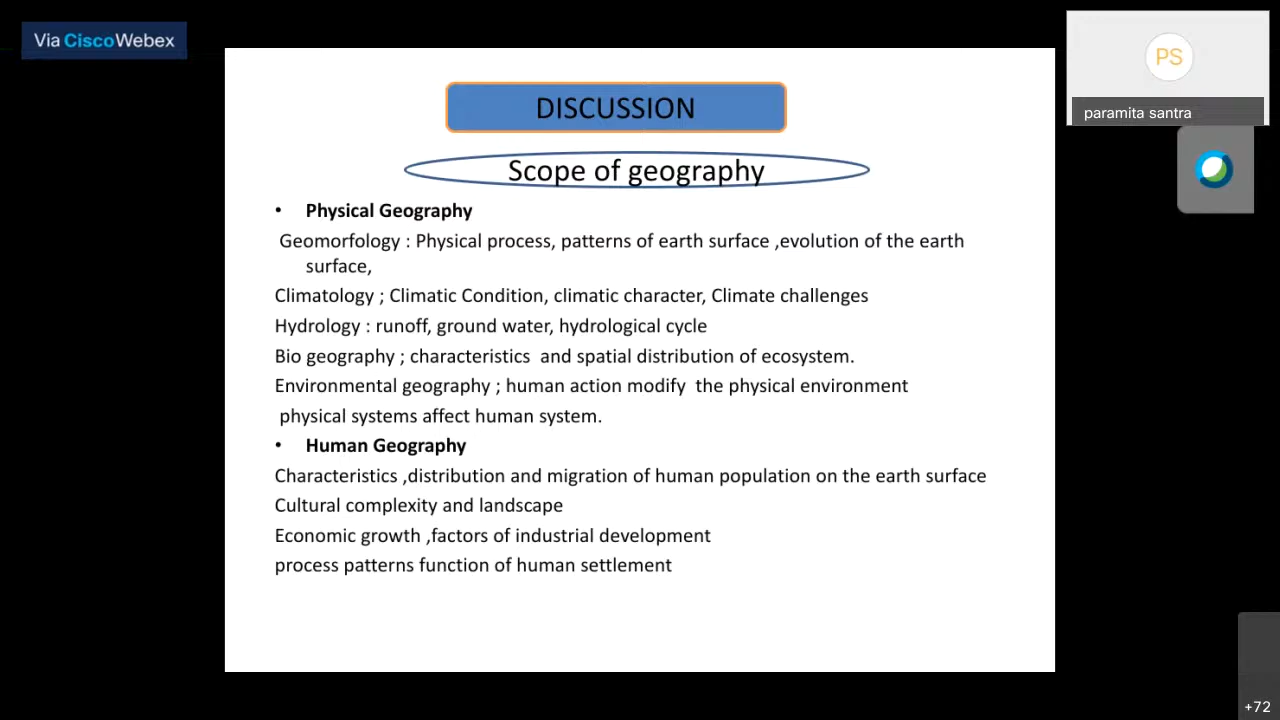 Via Cisco Webex
PS
paramita santra
DISCUSSION
Scope of geography
• Physical Geography
Geomorfology : Physical process, patterns of earth surface ,evolution of the earth
surface,
Climatology ; Climatic Condition, climatic character, Climate challenges
Hydrology : runoff, ground water, hydrological cycle
Bio geography ; characteristics  and spatial distribution of ecosystem.
Environmental geography ; human action modify  the physical environment
physical systems affect human system.
• Human Geography
Characteristics ,distribution and migration of human population on the earth surface
Cultural complexity and landscape
Economic growth ,factors of industrial development
process patterns function of human settlement
+72